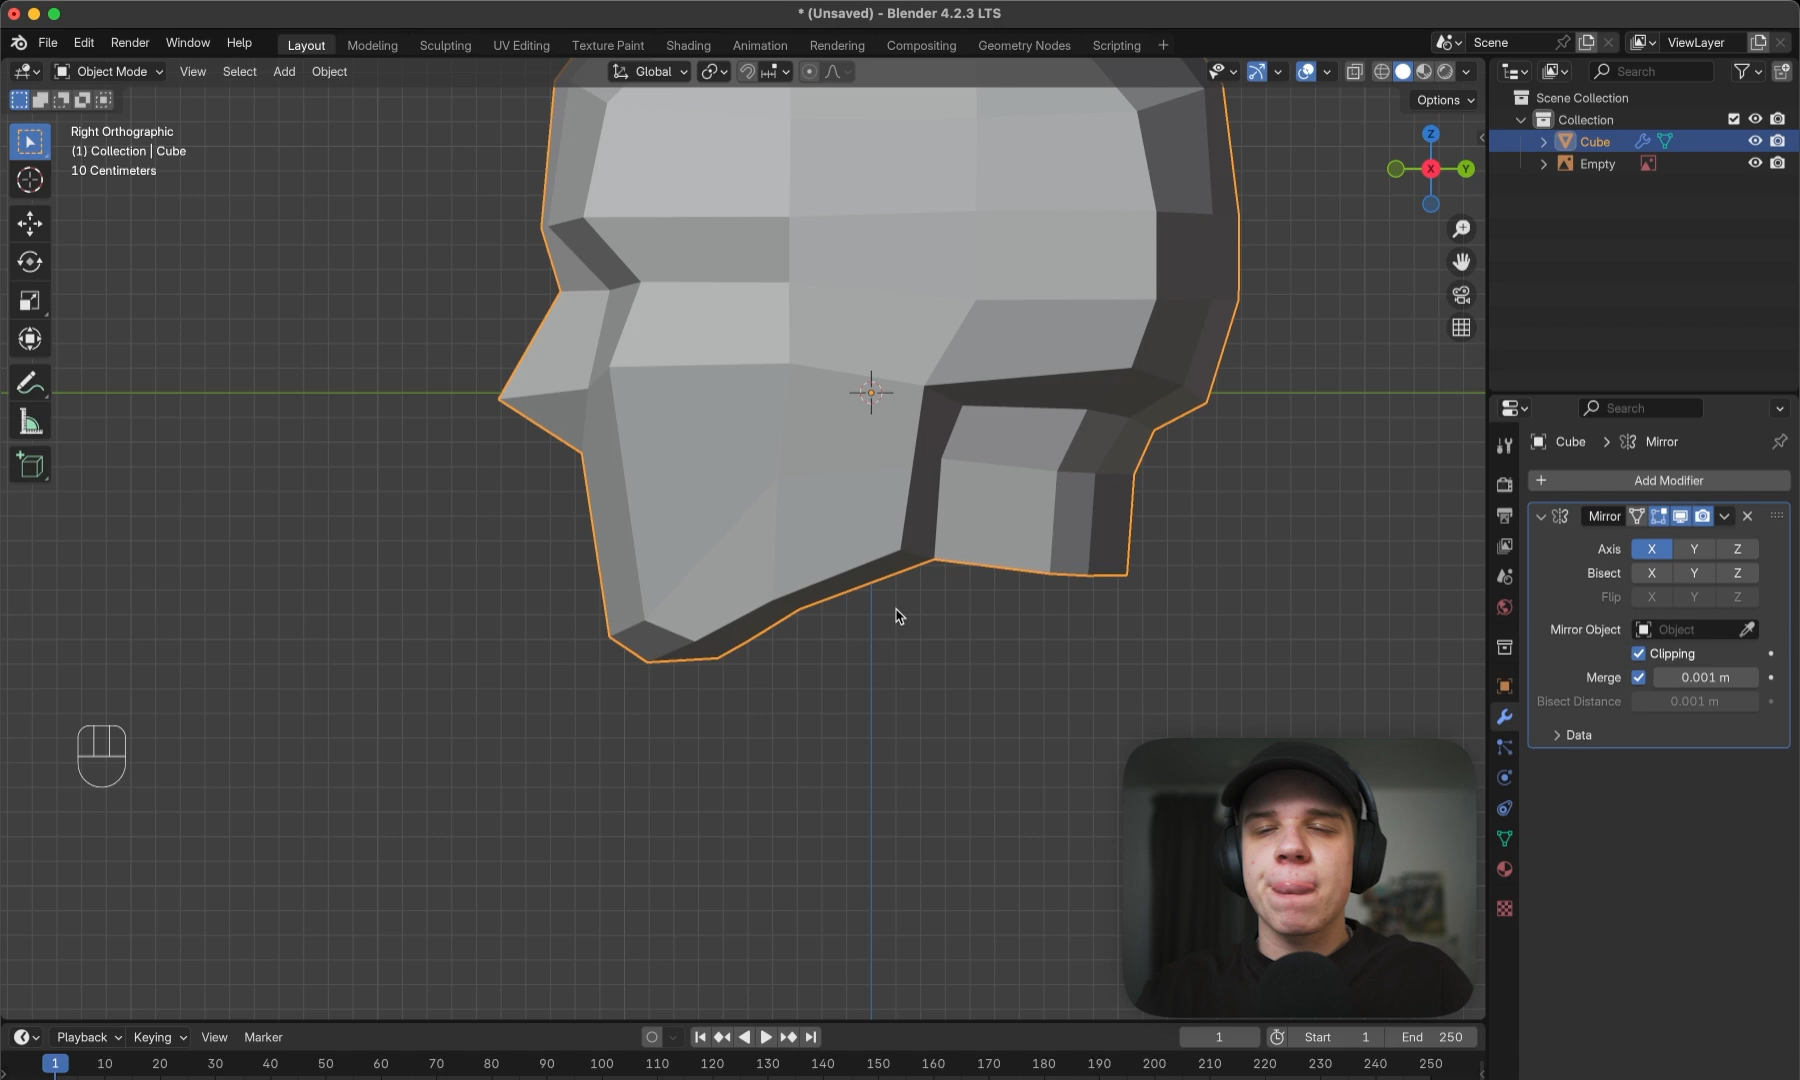 * (Unsaved) - Blender 4.2.3 LTS
File Edit Render Window Help Layout Modeling Sculpting UV Editing Texture Paint Shading Animation Rendering Compositing Geometry Nodes Scripting + Scene ViewLayer
Object Mode View Select Add Object Global Search
Options
Right Orthographic
(1) Collection | Cube
10 Centimeters
Z
X
Y
Scene Collection
Collection
Cube
Empty
Search
Cube > Mirror
+ Add Modifier
Mirror
Axis X Y Z
Bisect X Y Z
Flip X Y Z
Mirror Object Object
Clipping
Merge 0.001 m
Bisect Distance 0.001 m
Data
Playback Keying View Marker 1 Start 1 End 250
1 10 20 30 40 50 60 70 80 90 100 110 120 130 140 150 160 170 180 190 200 210 220 230 240 250